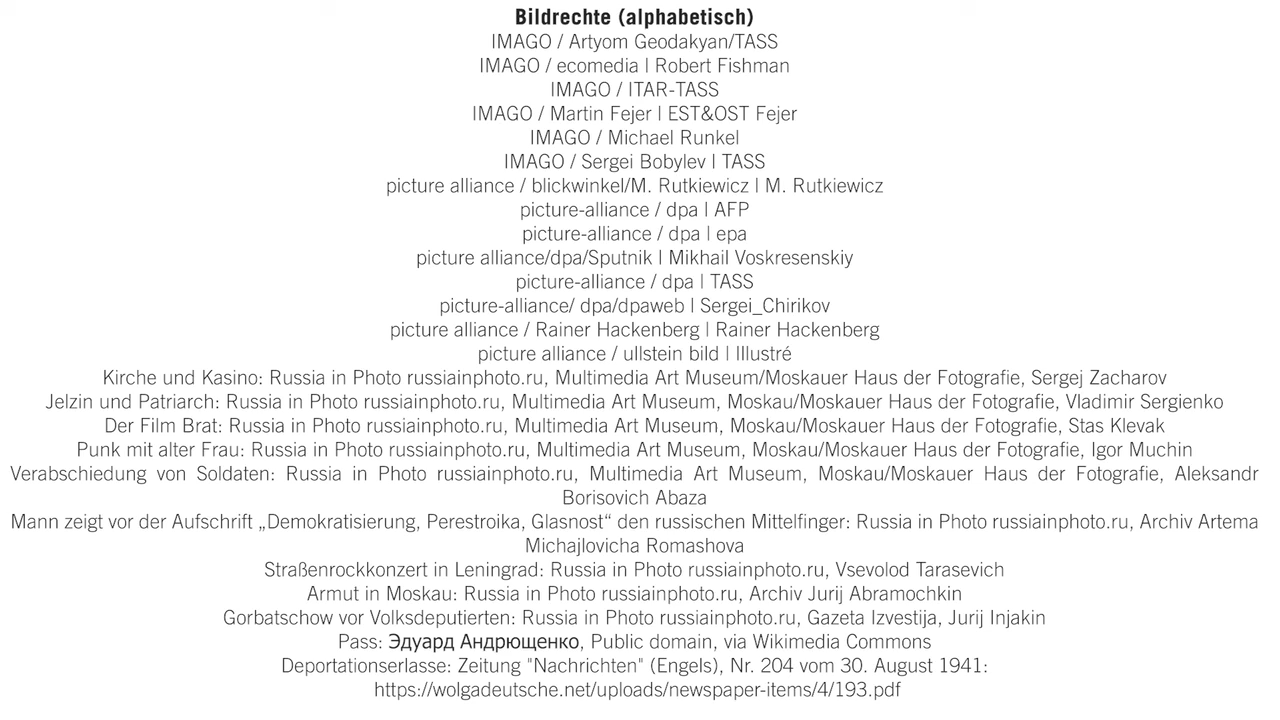 Bildrechte (alphabetisch)
IMAGO / Artyom Geodakyan/TASS
IMAGO / ecomedia | Robert Fishman
IMAGO / ITAR-TASS
IMAGO / Martin Fejer | EST&OST Fejer
IMAGO / Michael Runkel
IMAGO / Sergei Bobylev | TASS
picture alliance / blickwinkel/M. Rutkiewicz | M. Rutkiewicz
picture-alliance / dpa | AFP
picture-alliance / dpa | epa
picture alliance/dpa/Sputnik | Mikhail Voskresenskiy
picture-alliance / dpa | TASS
picture-alliance/ dpa/dpaweb | Sergei_Chirikov
picture alliance / Rainer Hackenberg | Rainer Hackenberg
picture alliance / ullstein bild | Illustré
Kirche und Kasino: Russia in Photo russiainphoto.ru, Multimedia Art Museum/Moskauer Haus der Fotografie, Sergej Zacharov
Jelzin und Patriarch: Russia in Photo russiainphoto.ru, Multimedia Art Museum, Moskau/Moskauer Haus der Fotografie, Vladimir Sergienko
Der Film Brat: Russia in Photo russiainphoto.ru, Multimedia Art Museum, Moskau/Moskauer Haus der Fotografie, Stas Klevak
Punk mit alter Frau: Russia in Photo russiainphoto.ru, Multimedia Art Museum, Moskau/Moskauer Haus der Fotografie, Igor Muchin
Verabschiedung von Soldaten: Russia in Photo russiainphoto.ru, Multimedia Art Museum, Moskau/Moskauer Haus der Fotografie, Aleksandr
Borisovich Abaza
Mann zeigt vor der Aufschrift „Demokratisierung, Perestroika, Glasnost“ den russischen Mittelfinger: Russia in Photo russiainphoto.ru, Archiv Artema
Michajlovicha Romashova
Straßenrockkonzert in Leningrad: Russia in Photo russiainphoto.ru, Vsevolod Tarasevich
Armut in Moskau: Russia in Photo russiainphoto.ru, Archiv Jurij Abramochkin
Gorbatschow vor Volksdeputierten: Russia in Photo russiainphoto.ru, Gazeta Izvestija, Jurij Injakin
Pass: Эдуард Андрющенко, Public domain, via Wikimedia Commons
Deportationserlasse: Zeitung "Nachrichten" (Engels), Nr. 204 vom 30. August 1941:
https://wolgadeutsche.net/uploads/newspaper-items/4/193.pdf